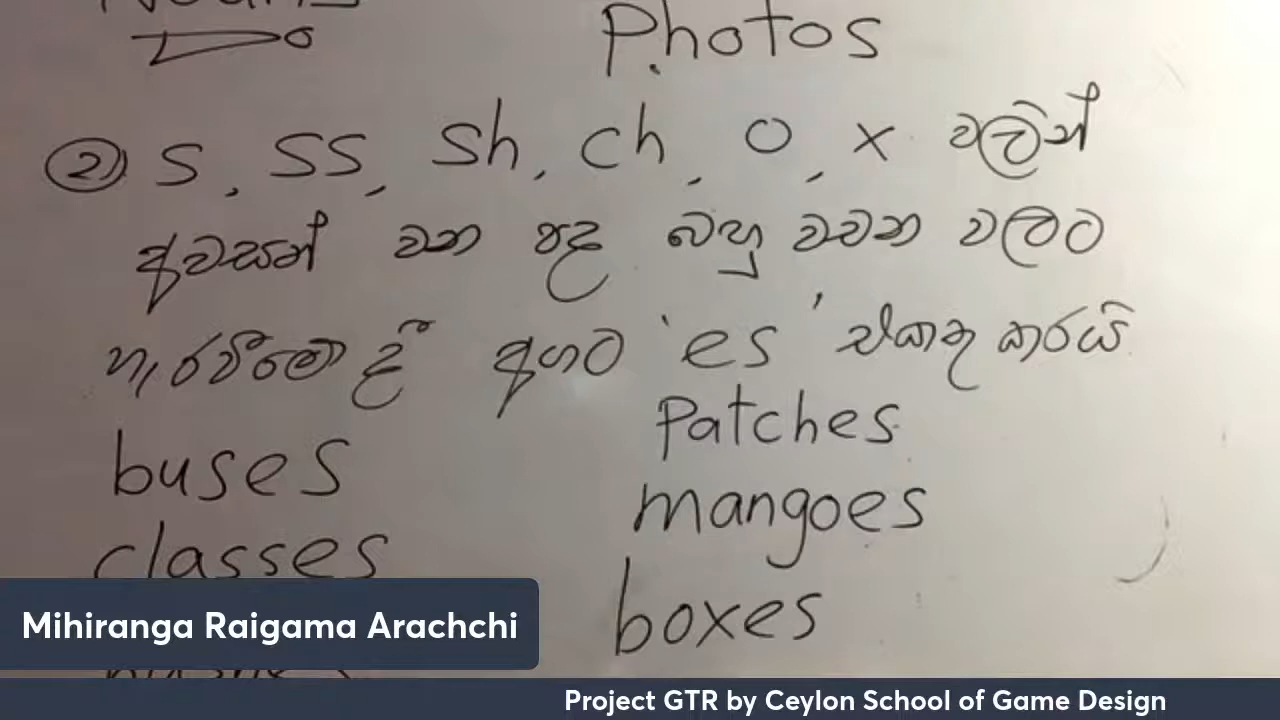 Nouns
Photos
② s, ss, sh, ch, o, x වලින්
අවසන් වන පද බහු වචන වලට
හැරවීමේ දී අගට 'es' එකතු කරයි
buses
Patches
classes
mangoes
boxes
Mihiranga Raigama Arachchi
Project GTR by Ceylon School of Game Design